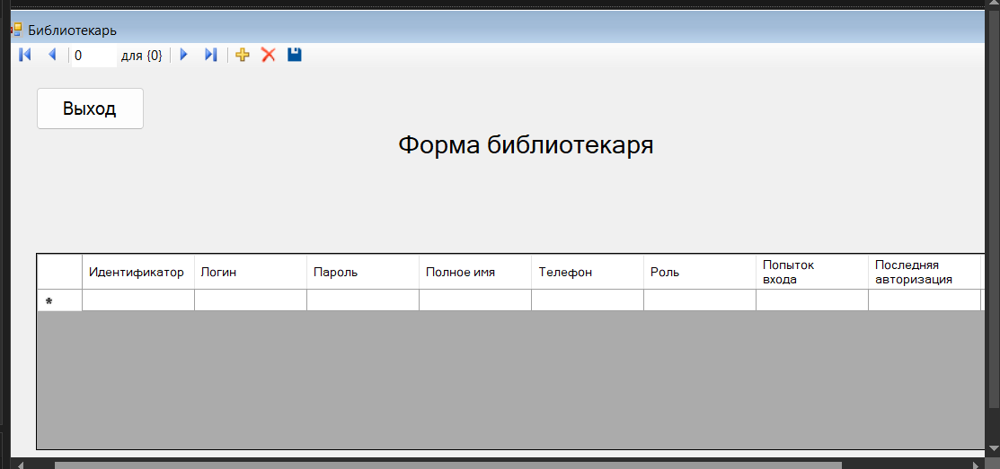 Библиотекарь
0 для {0}
Выход
Форма библиотекаря
Идентификатор Логин Пароль Полное имя Телефон Роль Попыток входа Последняя авторизация
*